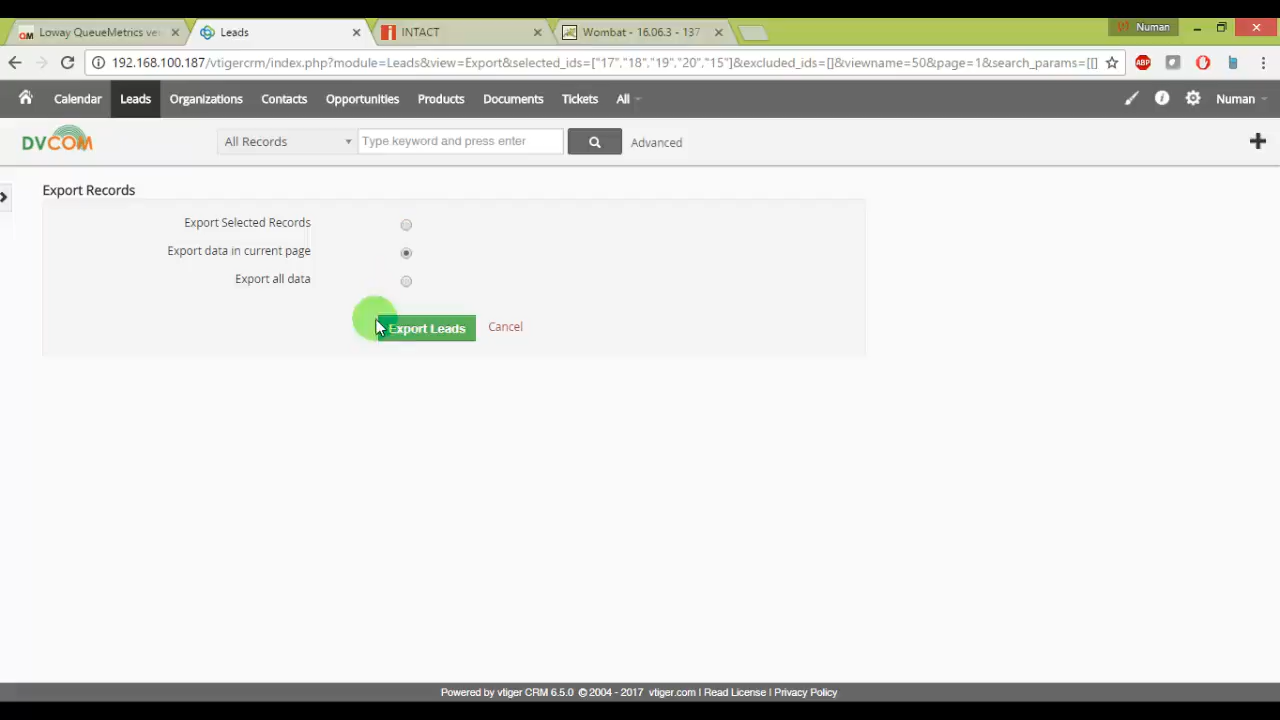 QM Loway QueueMetrics ve
Leads
INTACT
Wombat - 16.06.3 - 137
Numan
192.168.100.187/vtigercrm/index.php?module=Leads&view=Export&selected_ids=["17","18","19","20","15"]&excluded_ids=[]&viewname=50&page=1&search_params=[[]
ABP
Calendar
Leads
Organizations
Contacts
Opportunities
Products
Documents
Tickets
All
Numan
DVCOM
All Records
Type keyword and press enter
Advanced
Export Records
Export Selected Records
Export data in current page
Export all data
Export Leads
Cancel
Powered by vtiger CRM 6.5.0 © 2004 - 2017 vtiger.com | Read License | Privacy Policy